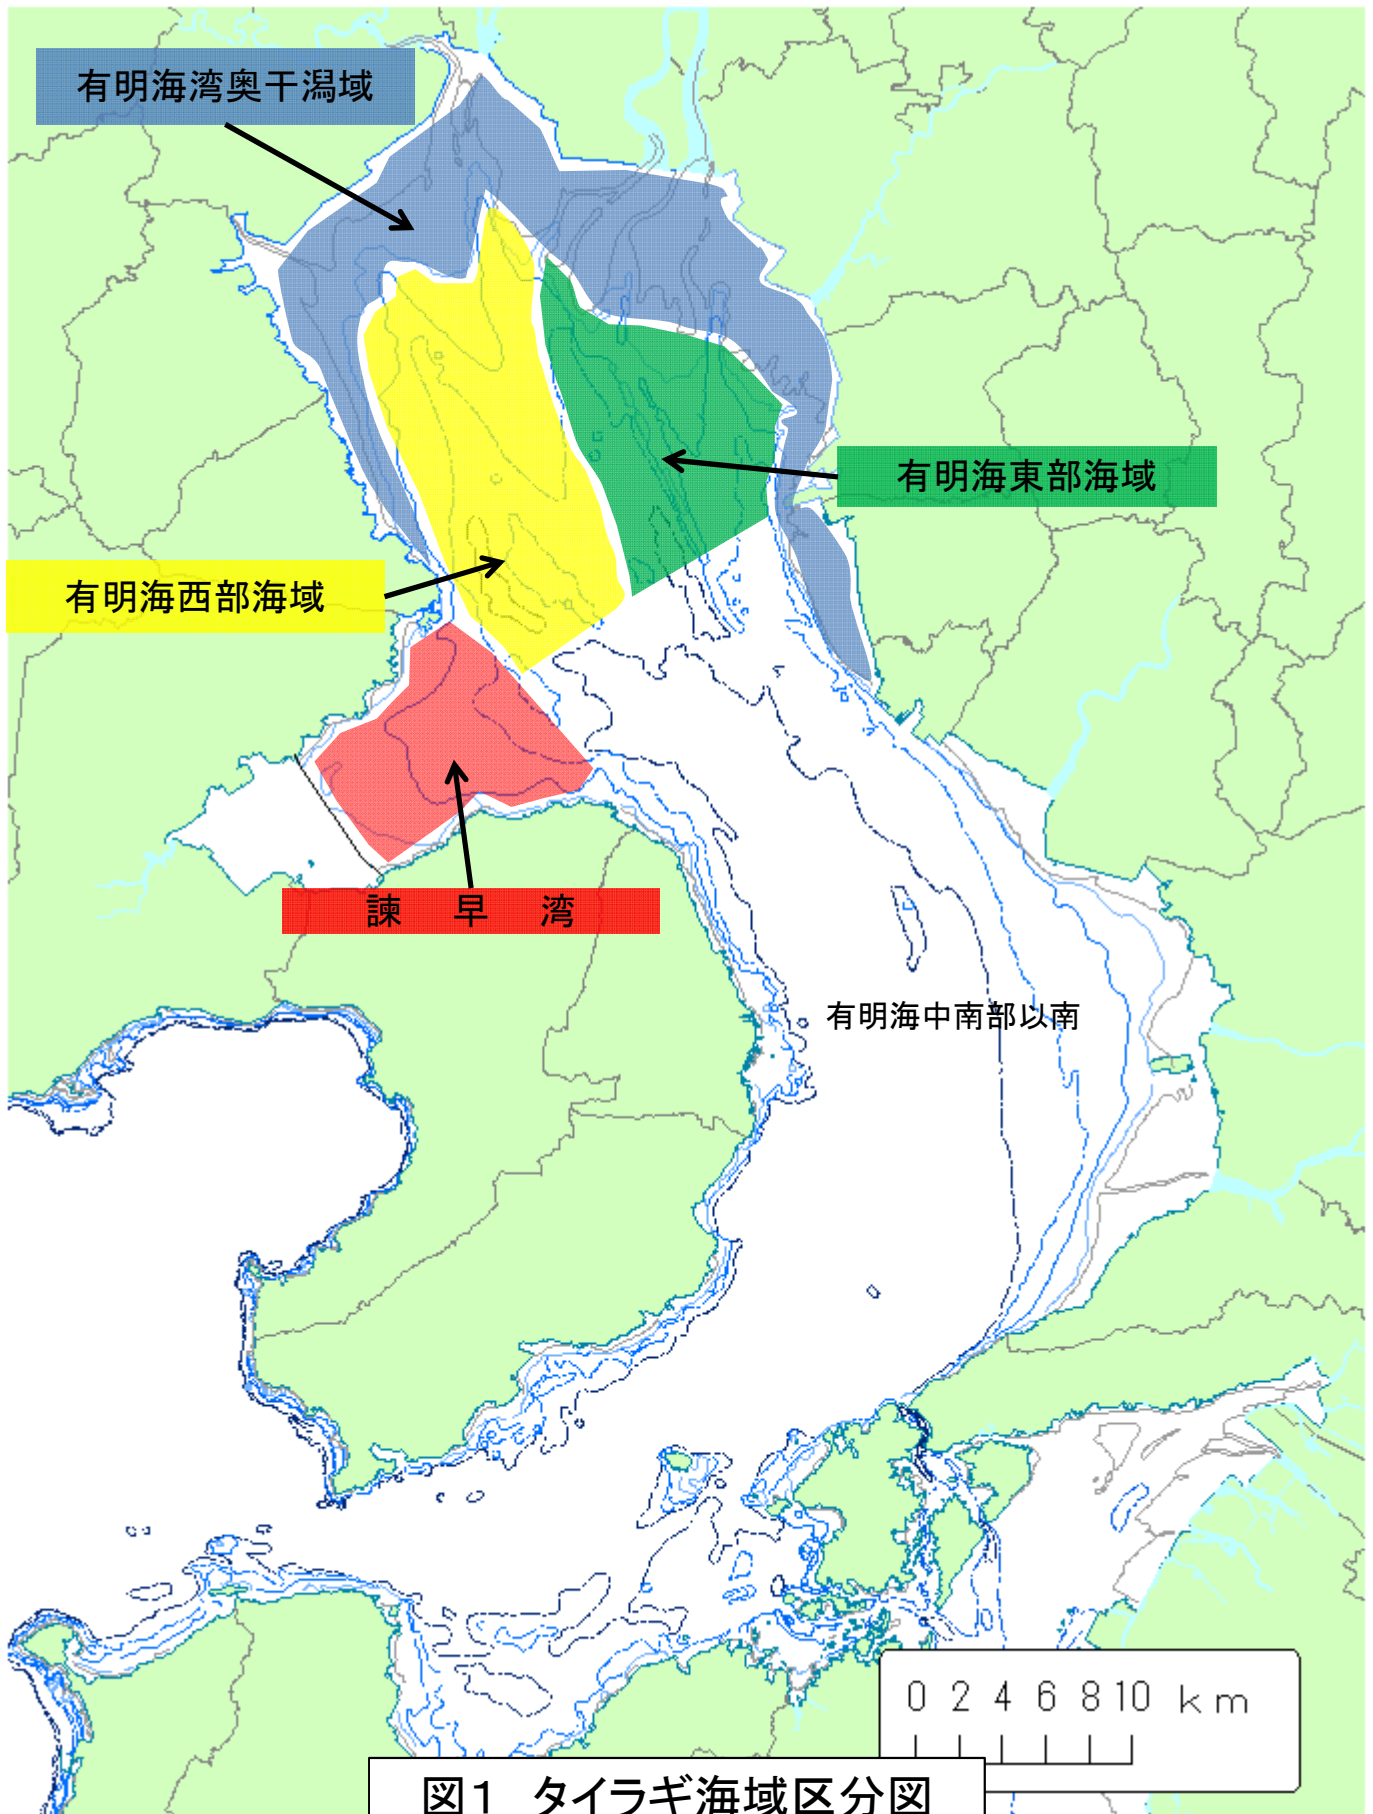 有明海湾奥干潟域
有明海東部海域
有明海西部海域
諫早湾
有明海中南部以南
0 2 4 6 8 10 km
図1 タイラギ海域区分図